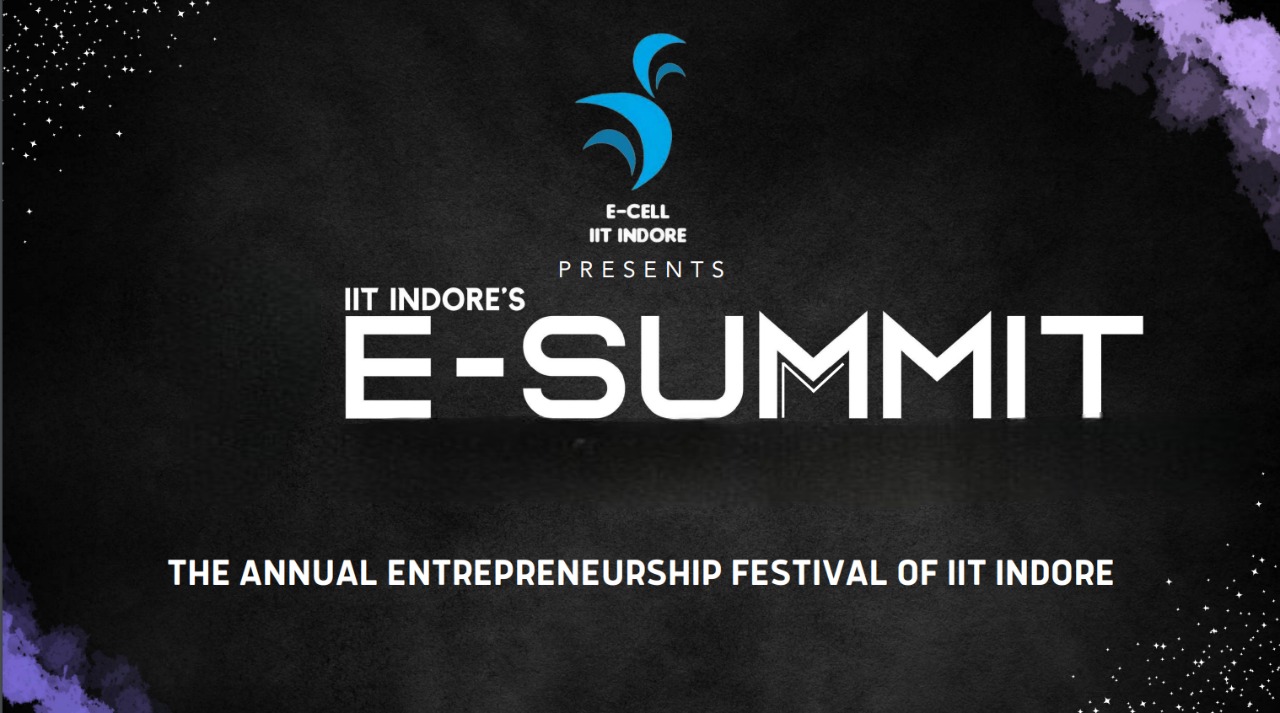 E-CELL
IIT INDORE
PRESENTS
IIT INDORE'S
E-SUMMIT
THE ANNUAL ENTREPRENEURSHIP FESTIVAL OF IIT INDORE